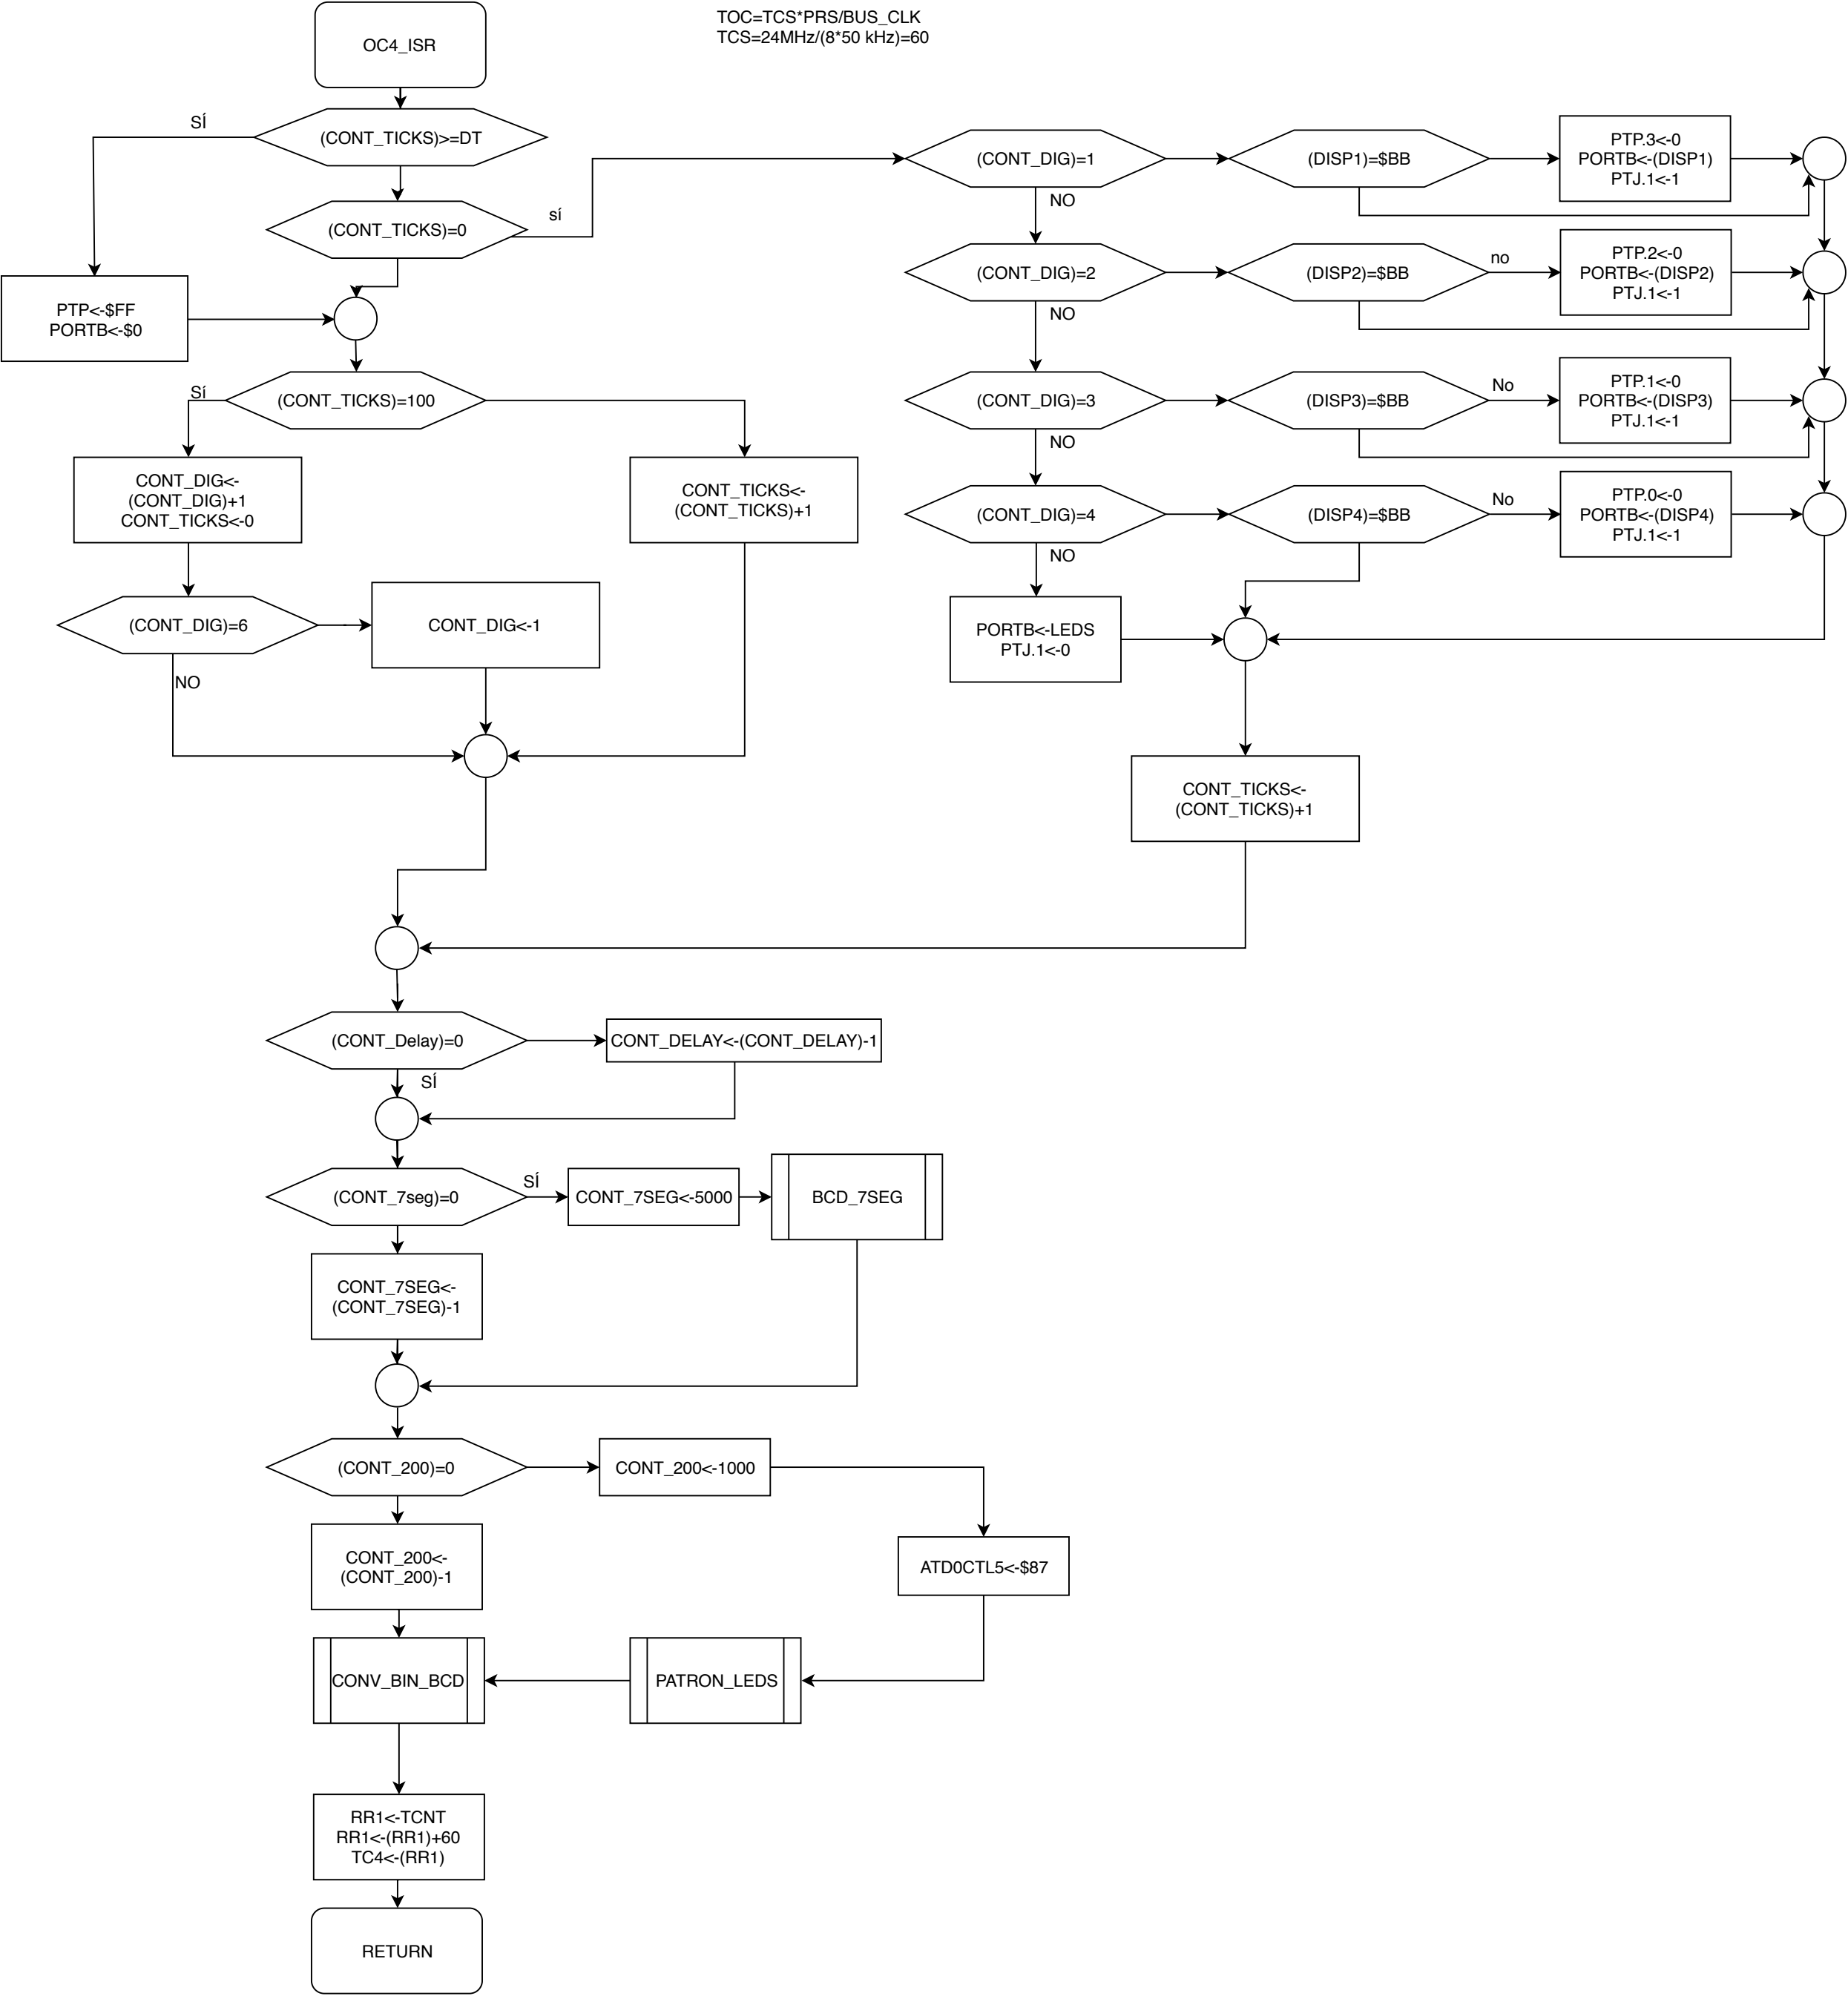 OC4_ISR
TOC=TCS*PRS/BUS_CLK
TCS=24MHz/(8*50 kHz)=60
SÍ
(CONT_TICKS)>=DT
(CONT_TICKS)=0
sí
PTP<-$FF
PORTB<-$0
Sí
(CONT_TICKS)=100
CONT_DIG<-
(CONT_DIG)+1
CONT_TICKS<-0
CONT_TICKS<-
(CONT_TICKS)+1
(CONT_DIG)=6
NO
CONT_DIG<-1
(CONT_DIG)=1
NO
(DISP1)=$BB
PTP.3<-0
PORTB<-(DISP1)
PTJ.1<-1
(CONT_DIG)=2
NO
(DISP2)=$BB
no
PTP.2<-0
PORTB<-(DISP2)
PTJ.1<-1
(CONT_DIG)=3
NO
(DISP3)=$BB
No
PTP.1<-0
PORTB<-(DISP3)
PTJ.1<-1
(CONT_DIG)=4
NO
(DISP4)=$BB
No
PTP.0<-0
PORTB<-(DISP4)
PTJ.1<-1
PORTB<-LEDS
PTJ.1<-0
CONT_TICKS<-
(CONT_TICKS)+1
(CONT_Delay)=0
SÍ
CONT_DELAY<-(CONT_DELAY)-1
(CONT_7seg)=0
SÍ
CONT_7SEG<-5000
BCD_7SEG
CONT_7SEG<-
(CONT_7SEG)-1
(CONT_200)=0
CONT_200<-1000
CONT_200<-
(CONT_200)-1
ATD0CTL5<-$87
CONV_BIN_BCD
PATRON_LEDS
RR1<-TCNT
RR1<-(RR1)+60
TC4<-(RR1)
RETURN